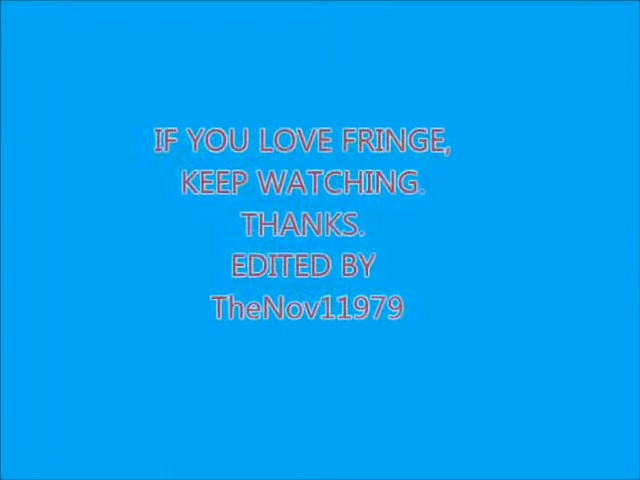 IF YOU LOVE FRINGE,
KEEP WATCHING.
THANKS.
EDITED BY
TheNov11979